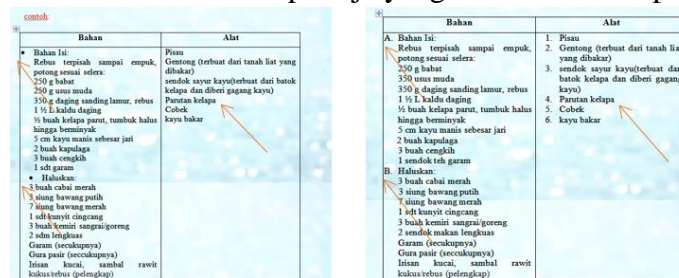 contoh:
Bahan Alat
• Bahan Isi:
Rebus terpisah sampai empuk,
potong sesuai selera:
250 g babat
250 g usus muda
350 g daging sanding lamur, rebus
1 ½ L kaldu daging
½ buah kelapa parut, tumbuk halus
hingga berminyak
5 cm kayu manis sebesar jari
2 buah kapulaga
3 buah cengkih
1 sdt garam
• Haluskan:
3 buah cabai merah
3 siung bawang putih
7 siung bawang merah
1 sdt kunyit cingcang
3 buah kemiri sangrai/goreng
2 sdm lengkuas
Garam (secukupnya)
Gura pasir (seccukupnya)
Irisan kucai, sambal rawit
kukus/rebus (pelengkap)
Pisau
Gentong (terbuat dari tanah liat yang
dibakar)
sendok sayur kayu(terbuat dari batok
kelapa dan diberi gagang kayu)
Parutan kelapa
Cobek
kayu bakar
Bahan Alat
A. Bahan Isi:
Rebus terpisah sampai empuk,
potong sesuai selera:
250 g babat
350 usus muda
350 g daging sanding lamur, rebus
1 ½ L kaldu daging
½ buah kelapa parut, tumbuk halus
hingga berminyak
5 cm kayu manis sebesar jari
2 buah kapulaga
3 buah cengkih
1 sendok teh garam
B. Haluskan:
3 buah cabai merah
3 siung bawang putih
7 siung bawang merah
1 sdt kunyit cingcang
3 buah kemiri sangrai/goreng
2 sendok makan lengkuas
Garam (secukupnya)
Gura pasir (seccukupnya)
Irisan kucai, sambal rawit
kukus/rebus (pelengkap)
1. Pisau
2. Gentong (terbuat dari tanah lia
yang dibakar)
3. sendok sayur kayu(terbuat dar
batok kelapa dan diberi gagang
kayu)
4. Parutan kelapa
5. Cobek
6. kayu bakar